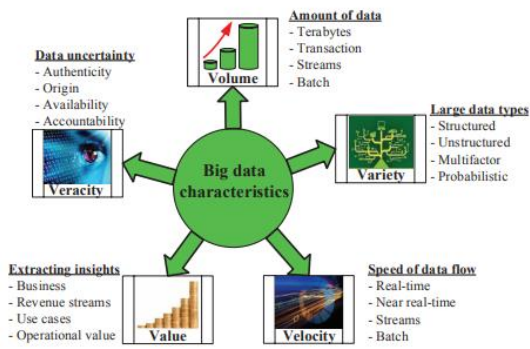 Amount of data
- Terabytes
- Transaction
- Streams
- Batch
Volume
Data uncertainty
- Authenticity
- Origin
- Availability
- Accountability
Veracity
Large data types
- Structured
- Unstructured
- Multifactor
- Probabilistic
Variety
Big data
characteristics
Extracting insights
- Business
- Revenue streams
- Use cases
- Operational value
Value
Speed of data flow
- Real-time
- Near real-time
- Streams
- Batch
Velocity